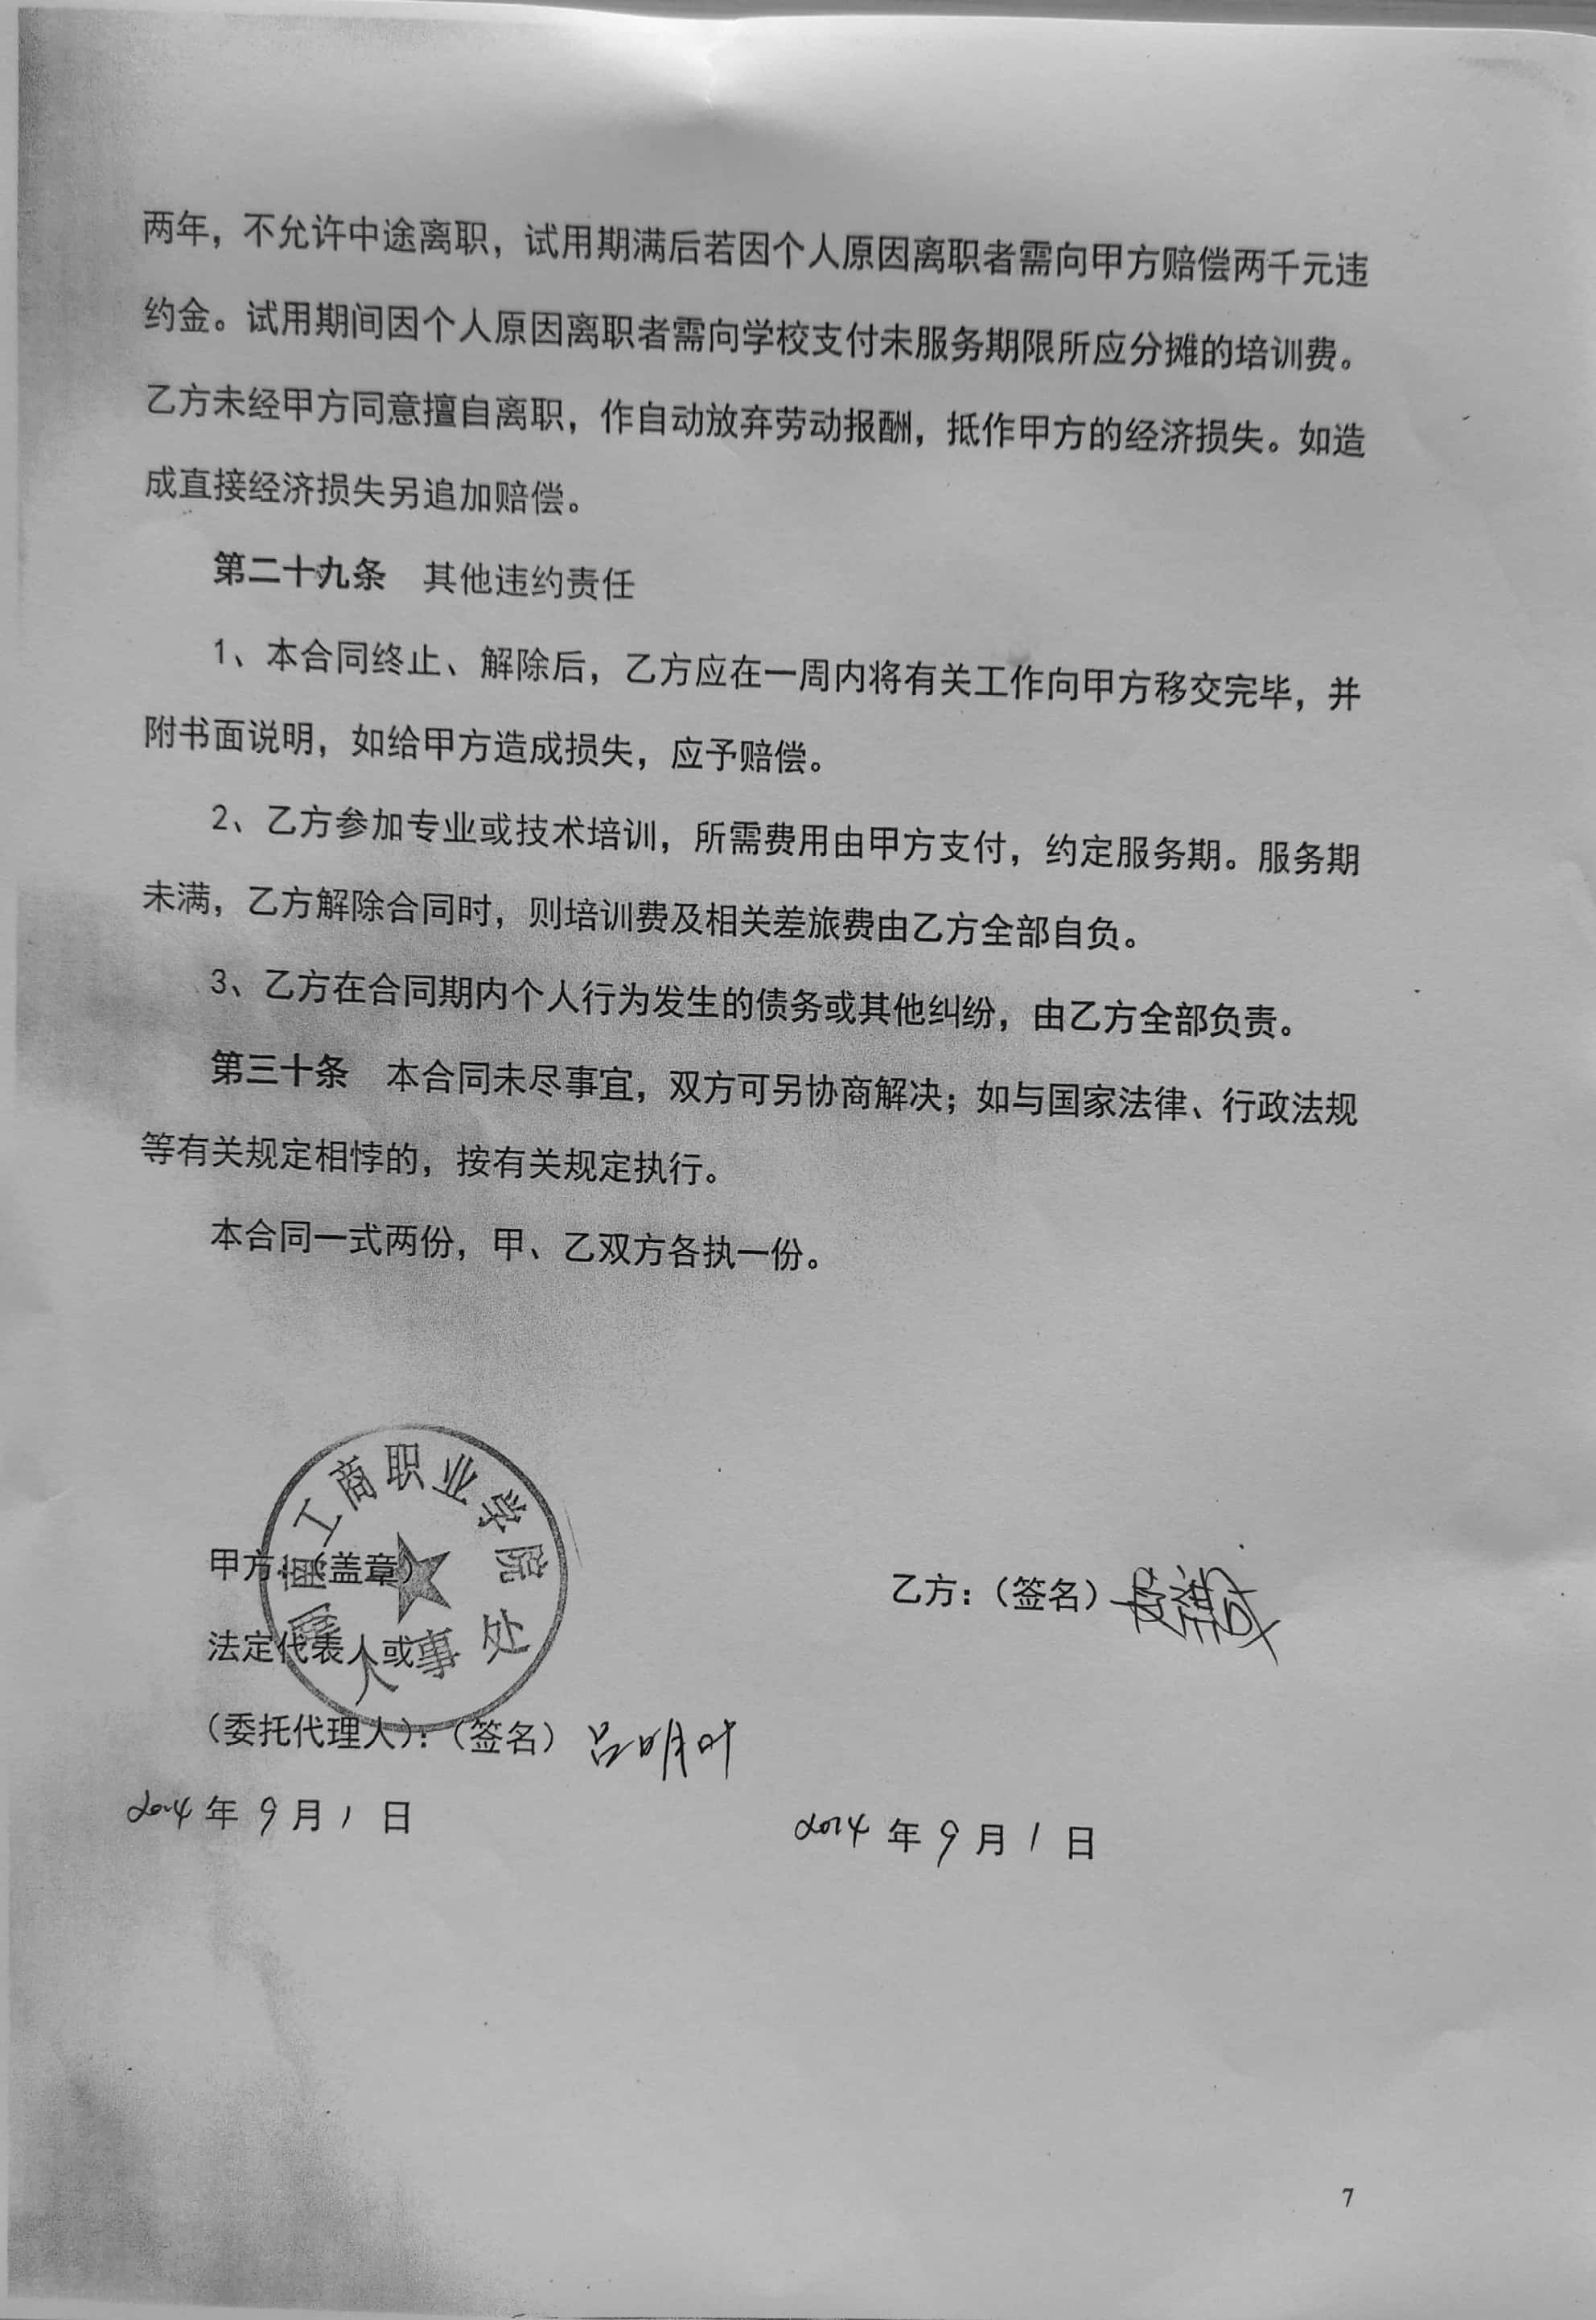 两年，不允许中途离职，试用期满后若因个人原因离职者需向甲方赔偿两千元违
约金。试用期间因个人原因离职者需向学校支付未服务期限所应分摊的培训费。
乙方未经甲方同意擅自离职，作自动放弃劳动报酬，抵作甲方的经济损失。如造
成直接经济损失另追加赔偿。
第二十九条　其他违约责任
1、本合同终止、解除后，乙方应在一周内将有关工作向甲方移交完毕，并
附书面说明，如给甲方造成损失，应予赔偿。
2、乙方参加专业或技术培训，所需费用由甲方支付，约定服务期。服务期
未满，乙方解除合同时，则培训费及相关差旅费由乙方全部自负。
3、乙方在合同期内个人行为发生的债务或其他纠纷，由乙方全部负责。
第三十条　本合同未尽事宜，双方可另协商解决；如与国家法律、行政法规
等有关规定相悖的，按有关规定执行。
本合同一式两份，甲、乙双方各执一份。
工商职业学院
人事处
甲方：（盖章）
乙方：（签名）
法定代表人或
（委托代理人）：（签名）吕明叶
年 9 月 1 日
2014 年 9 月 1 日
7